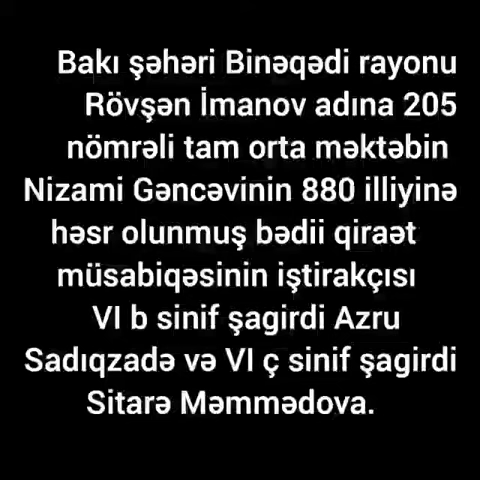 Bakı şəhəri Binəqədi rayonu
Rövşən İmanov adına 205
nömrəli tam orta məktəbin
Nizami Gəncəvinin 880 illiyinə
həsr olunmuş bədii qiraət
müsabiqəsinin iştirakçısı
VI b sinif şagirdi Azru
Sadıqzadə və VI ç sinif şagirdi
Sitarə Məmmədova.